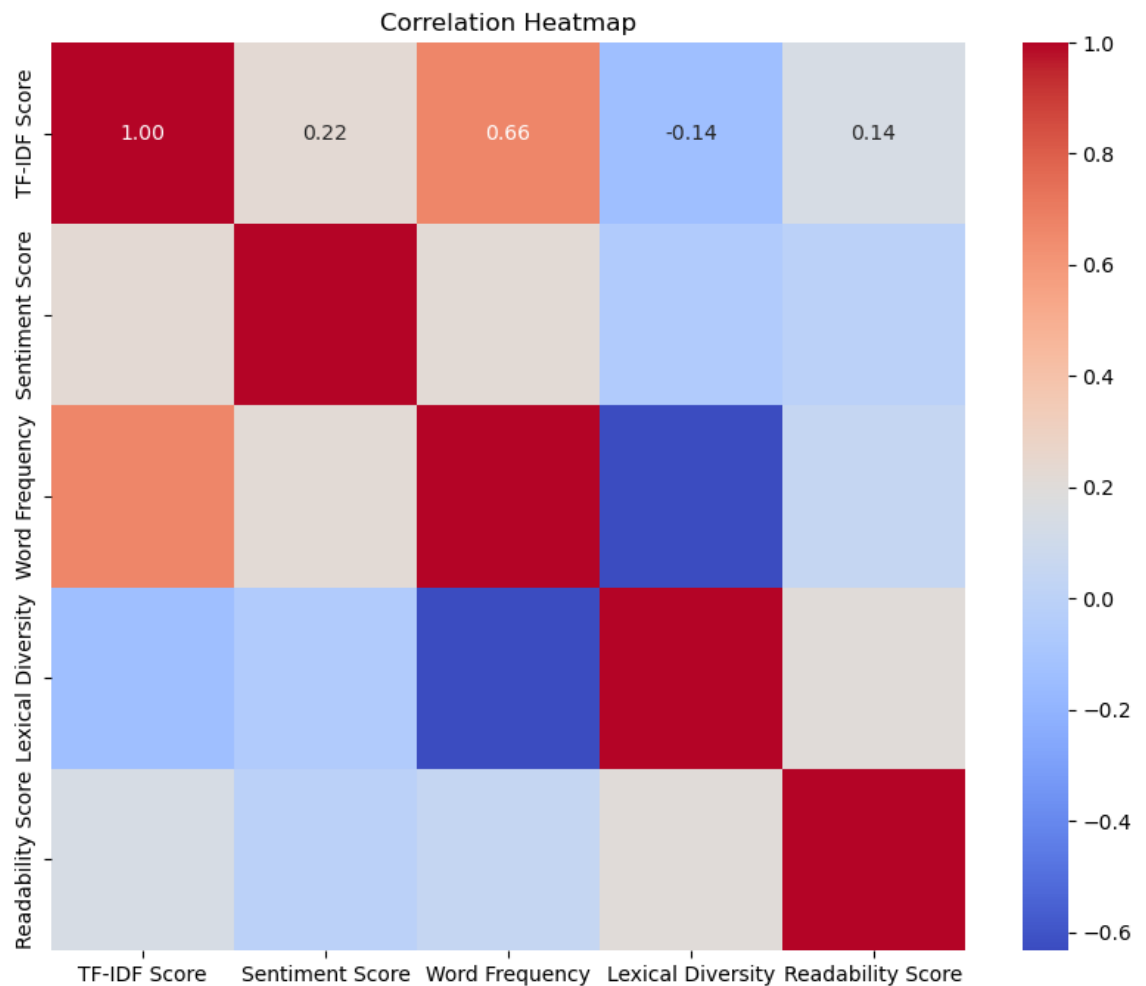 Correlation Heatmap
TF-IDF Score
1.00 0.22 0.66 -0.14 0.14
Sentiment Score
Word Frequency
Lexical Diversity
Readability Score
TF-IDF Score Sentiment Score Word Frequency Lexical Diversity Readability Score
1.0
0.8
0.6
0.4
0.2
0.0
−0.2
−0.4
−0.6